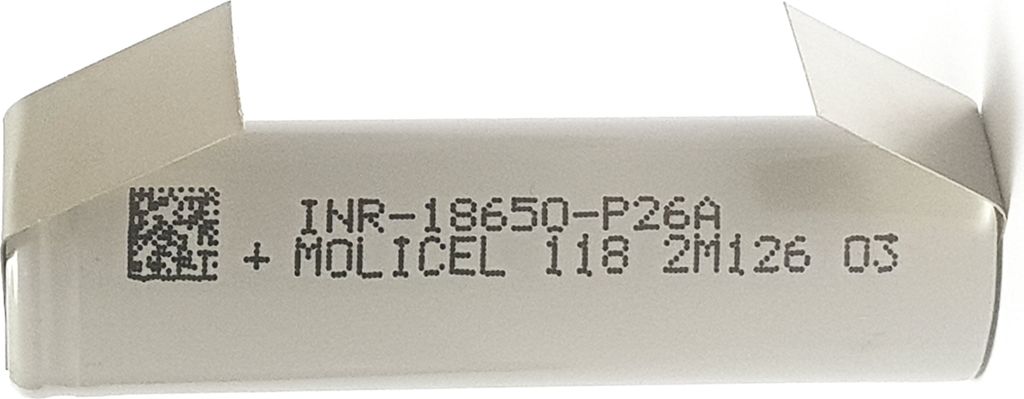 INR-18650-P26A
+ MOLICEL 118 2M126 03